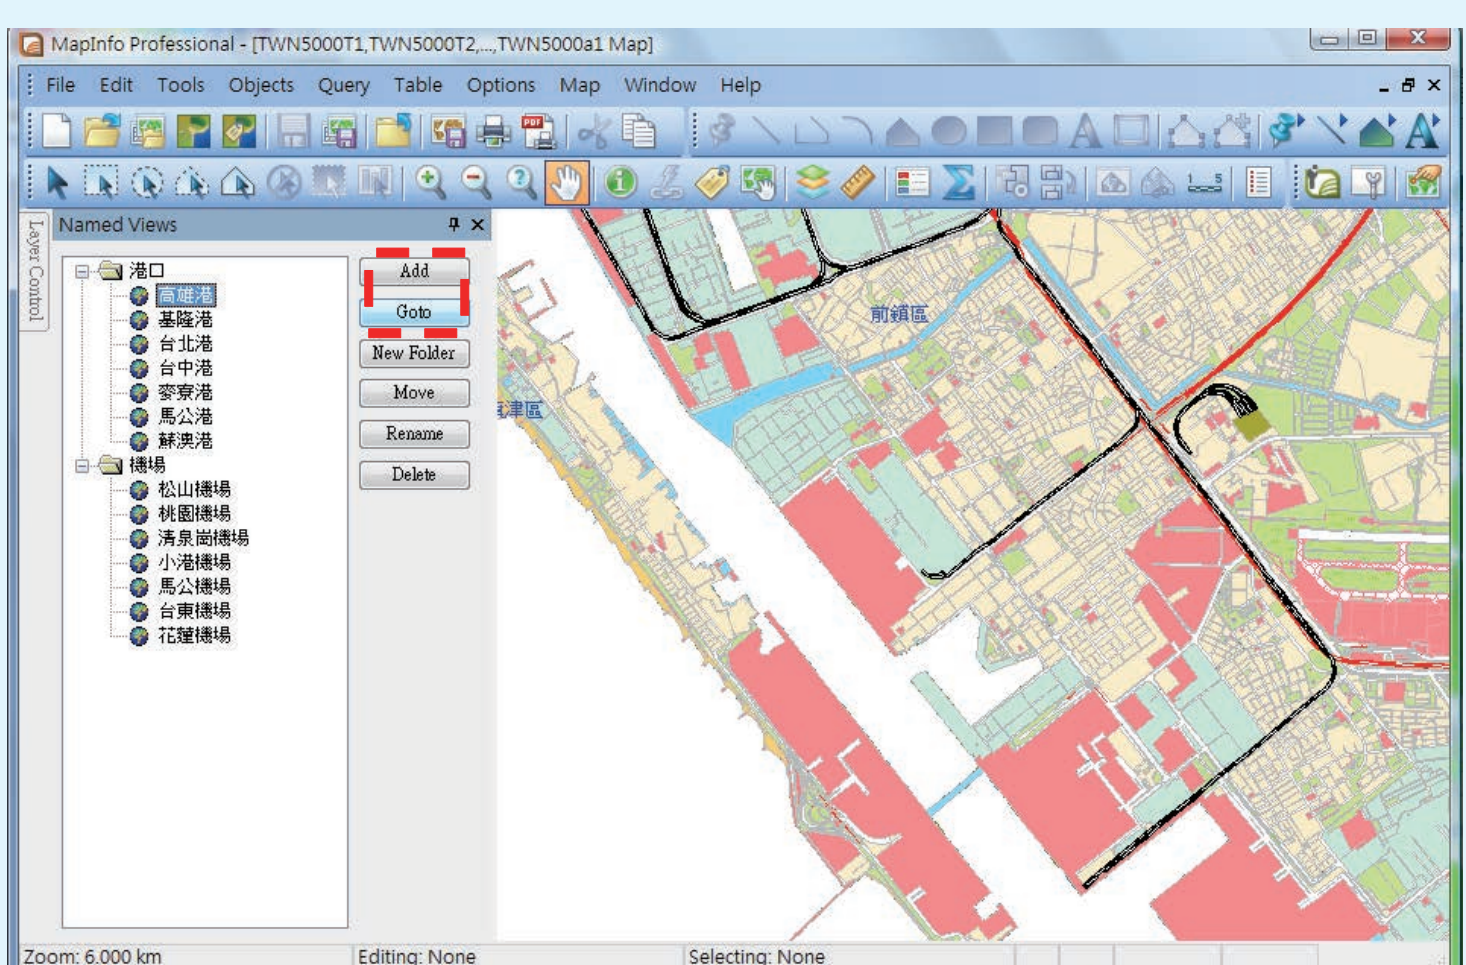 MapInfo Professional - [TWN5000T1,TWN5000T2,...,TWN5000a1 Map]
File Edit Tools Objects Query Table Options Map Window Help
PDF
1 5
Layer Control
Named Views
港口
高雄港
基隆港
台北港
台中港
麥寮港
馬公港
蘇澳港
機場
松山機場
桃園機場
清泉崗機場
小港機場
馬公機場
台東機場
花蓮機場
Add
Goto
New Folder
Move
Rename
Delete
前鎮區
津區
Zoom: 6.000 km
Editing: None
Selecting: None